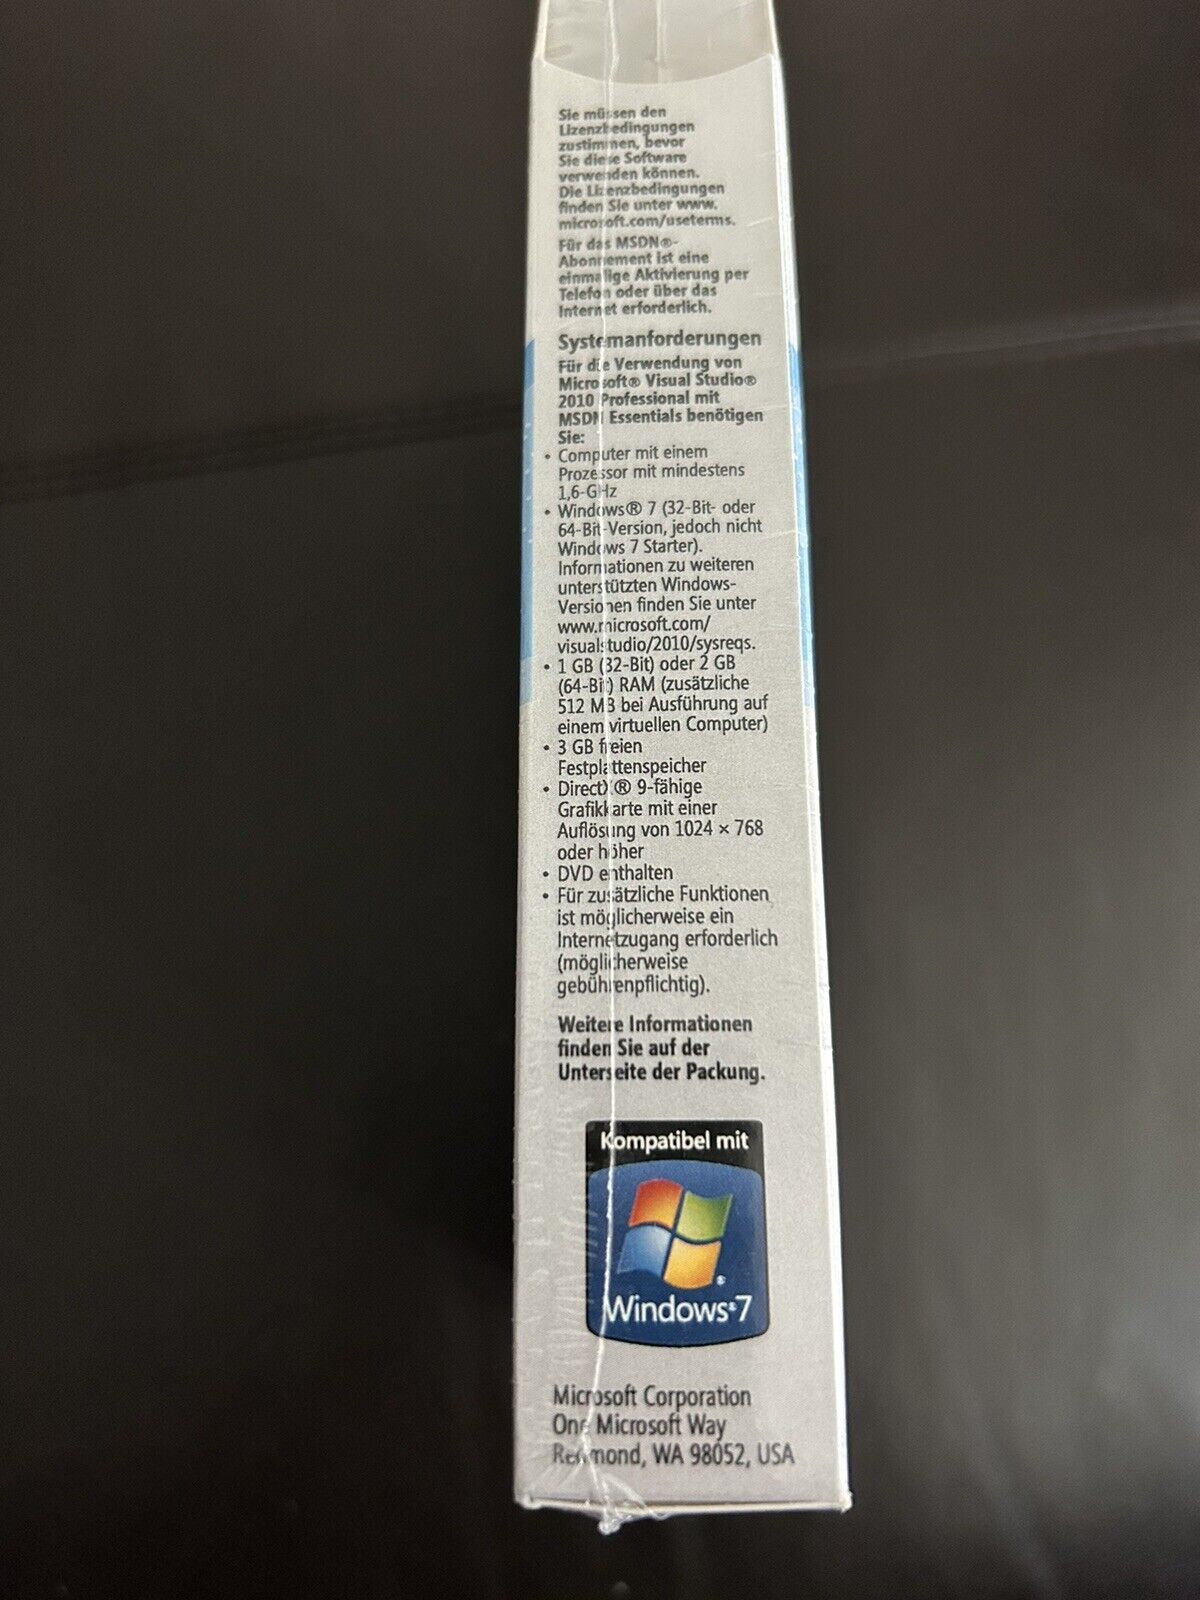 Sie müssen den
Lizenzbedingungen
zustimmen, bevor
Sie diese Software
verwenden können.
Die Lizenzbedingungen
finden Sie unter www.
microsoft.com/useterms.
Für das MSDN®-
Abonnement ist eine
einmalige Aktivierung per
Telefon oder über das
Internet erforderlich.
Systemanforderungen
Für die Verwendung von
Microsoft® Visual Studio®
2010 Professional mit
MSDN Essentials benötigen
Sie:
• Computer mit einem
Prozessor mit mindestens
1,6-GHz
• Windows® 7 (32-Bit- oder
64-Bit-Version, jedoch nicht
Windows 7 Starter).
Informationen zu weiteren
unterstützten Windows-
Versionen finden Sie unter
www.microsoft.com/
visualstudio/2010/sysreqs.
• 1 GB (32-Bit) oder 2 GB
(64-Bit) RAM (zusätzliche
512 MB bei Ausführung auf
einem virtuellen Computer)
• 3 GB freien
Festplattenspeicher
• DirectX® 9-fähige
Grafikkarte mit einer
Auflösung von 1024 × 768
oder höher
• DVD enthalten
• Für zusätzliche Funktionen
ist möglicherweise ein
Internetzugang erforderlich
(möglicherweise
gebührenpflichtig).
Weitere Informationen
finden Sie auf der
Unterseite der Packung.
Kompatibel mit
Windows® 7
Microsoft Corporation
One Microsoft Way
Redmond, WA 98052, USA